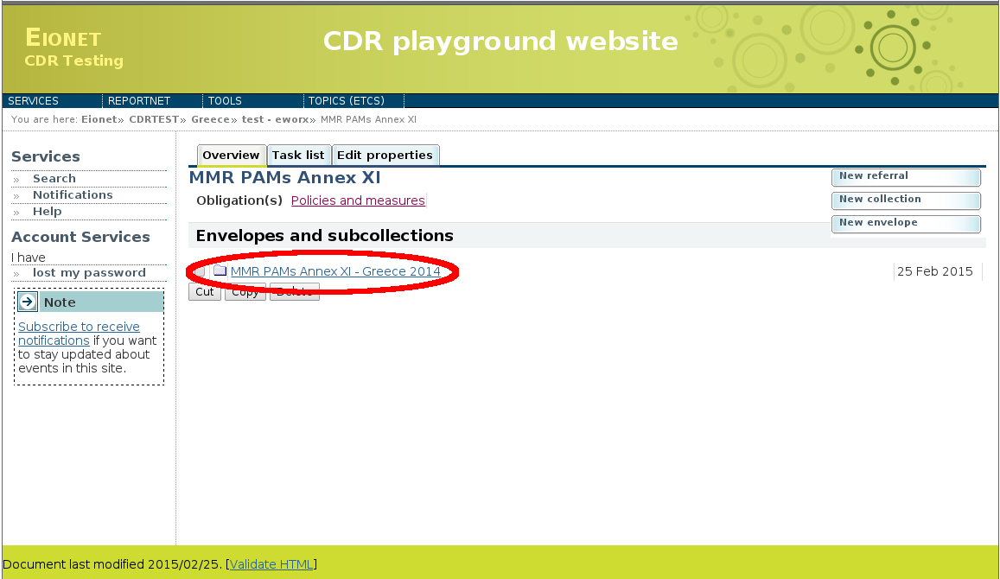 EIONET
CDR Testing
CDR playground website
SERVICES REPORTNET TOOLS TOPICS (ETCS)
You are here: Eionet» CDRTEST» Greece» test - eworx» MMR PAMs Annex XI
Services
» Search
» Notifications
» Help
Account Services
I have
» lost my password
Note
Subscribe to receive
notifications if you want
to stay updated about
events in this site.
Overview Task list Edit properties
MMR PAMs Annex XI
New referral
Obligation(s) Policies and measures
New collection
New envelope
Envelopes and subcollections
MMR PAMs Annex XI - Greece 2014 25 Feb 2015
Cut Copy Delete
Document last modified 2015/02/25. [Validate HTML]